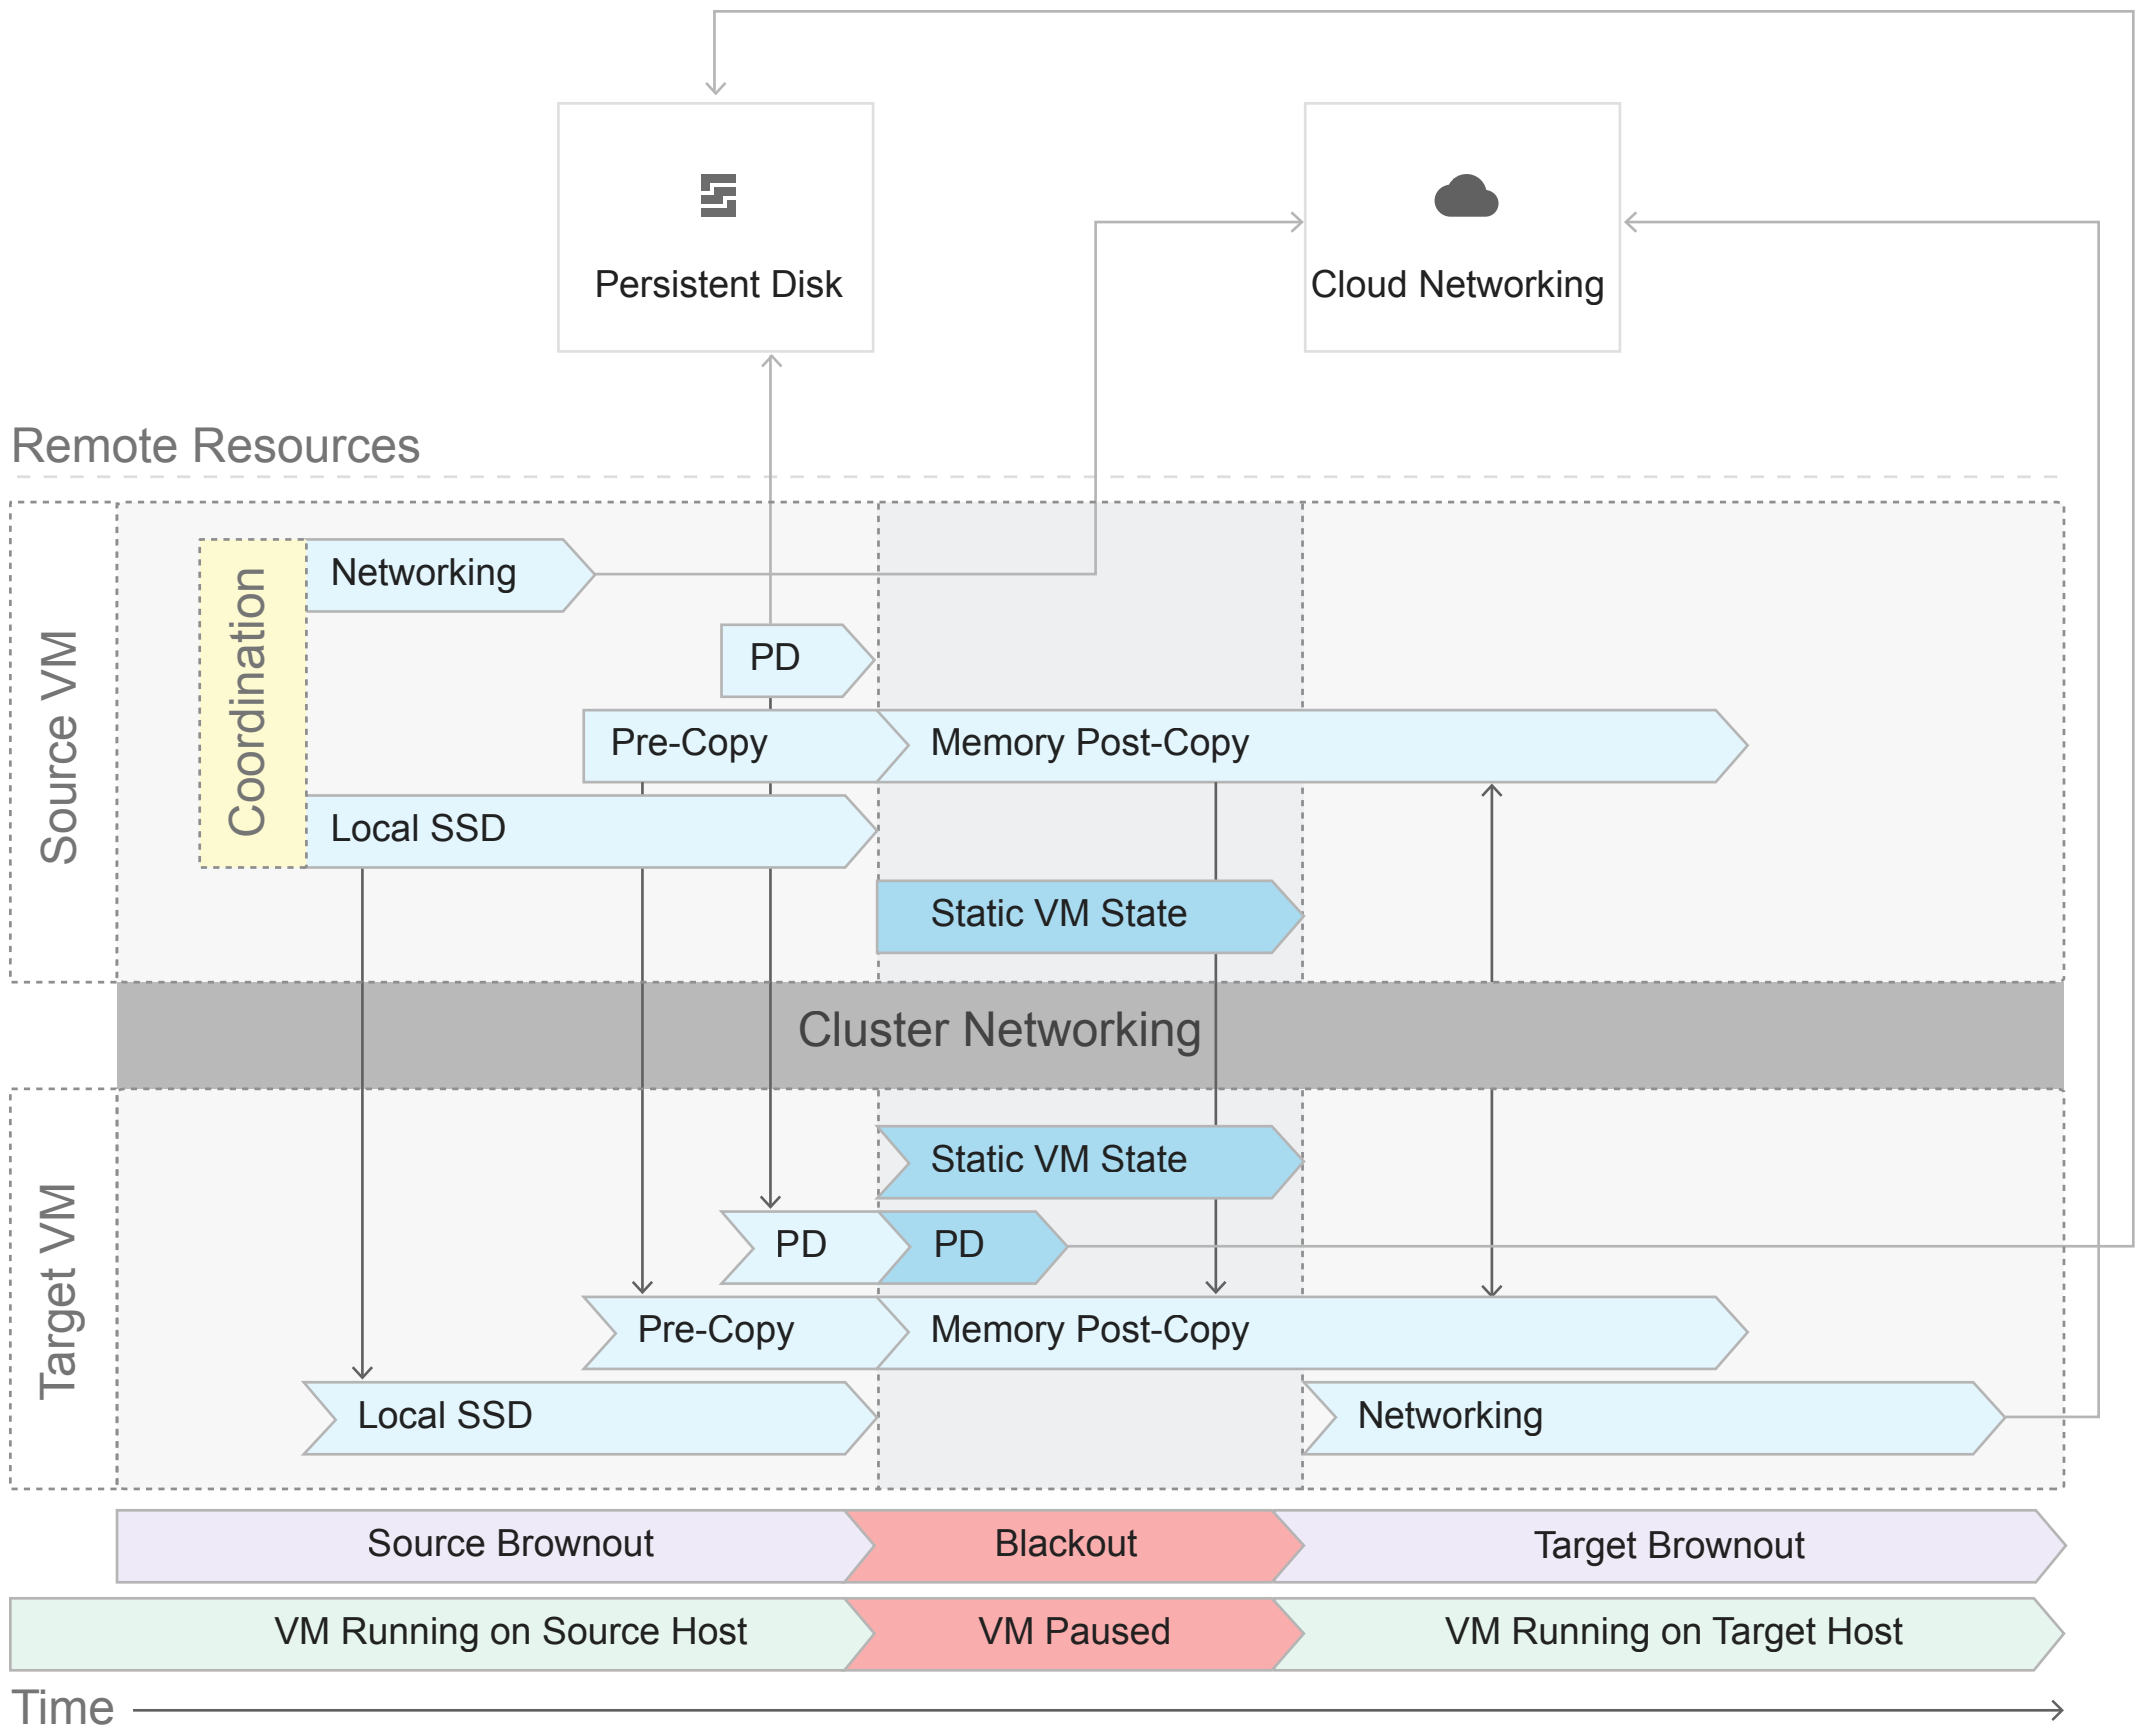 Persistent Disk
Cloud Networking
Remote Resources
Source VM
Coordination
Networking
PD
Pre-Copy
Memory Post-Copy
Local SSD
Static VM State
Cluster Networking
Target VM
Static VM State
PD
PD
Pre-Copy
Memory Post-Copy
Local SSD
Networking
Source Brownout
Blackout
Target Brownout
VM Running on Source Host
VM Paused
VM Running on Target Host
Time